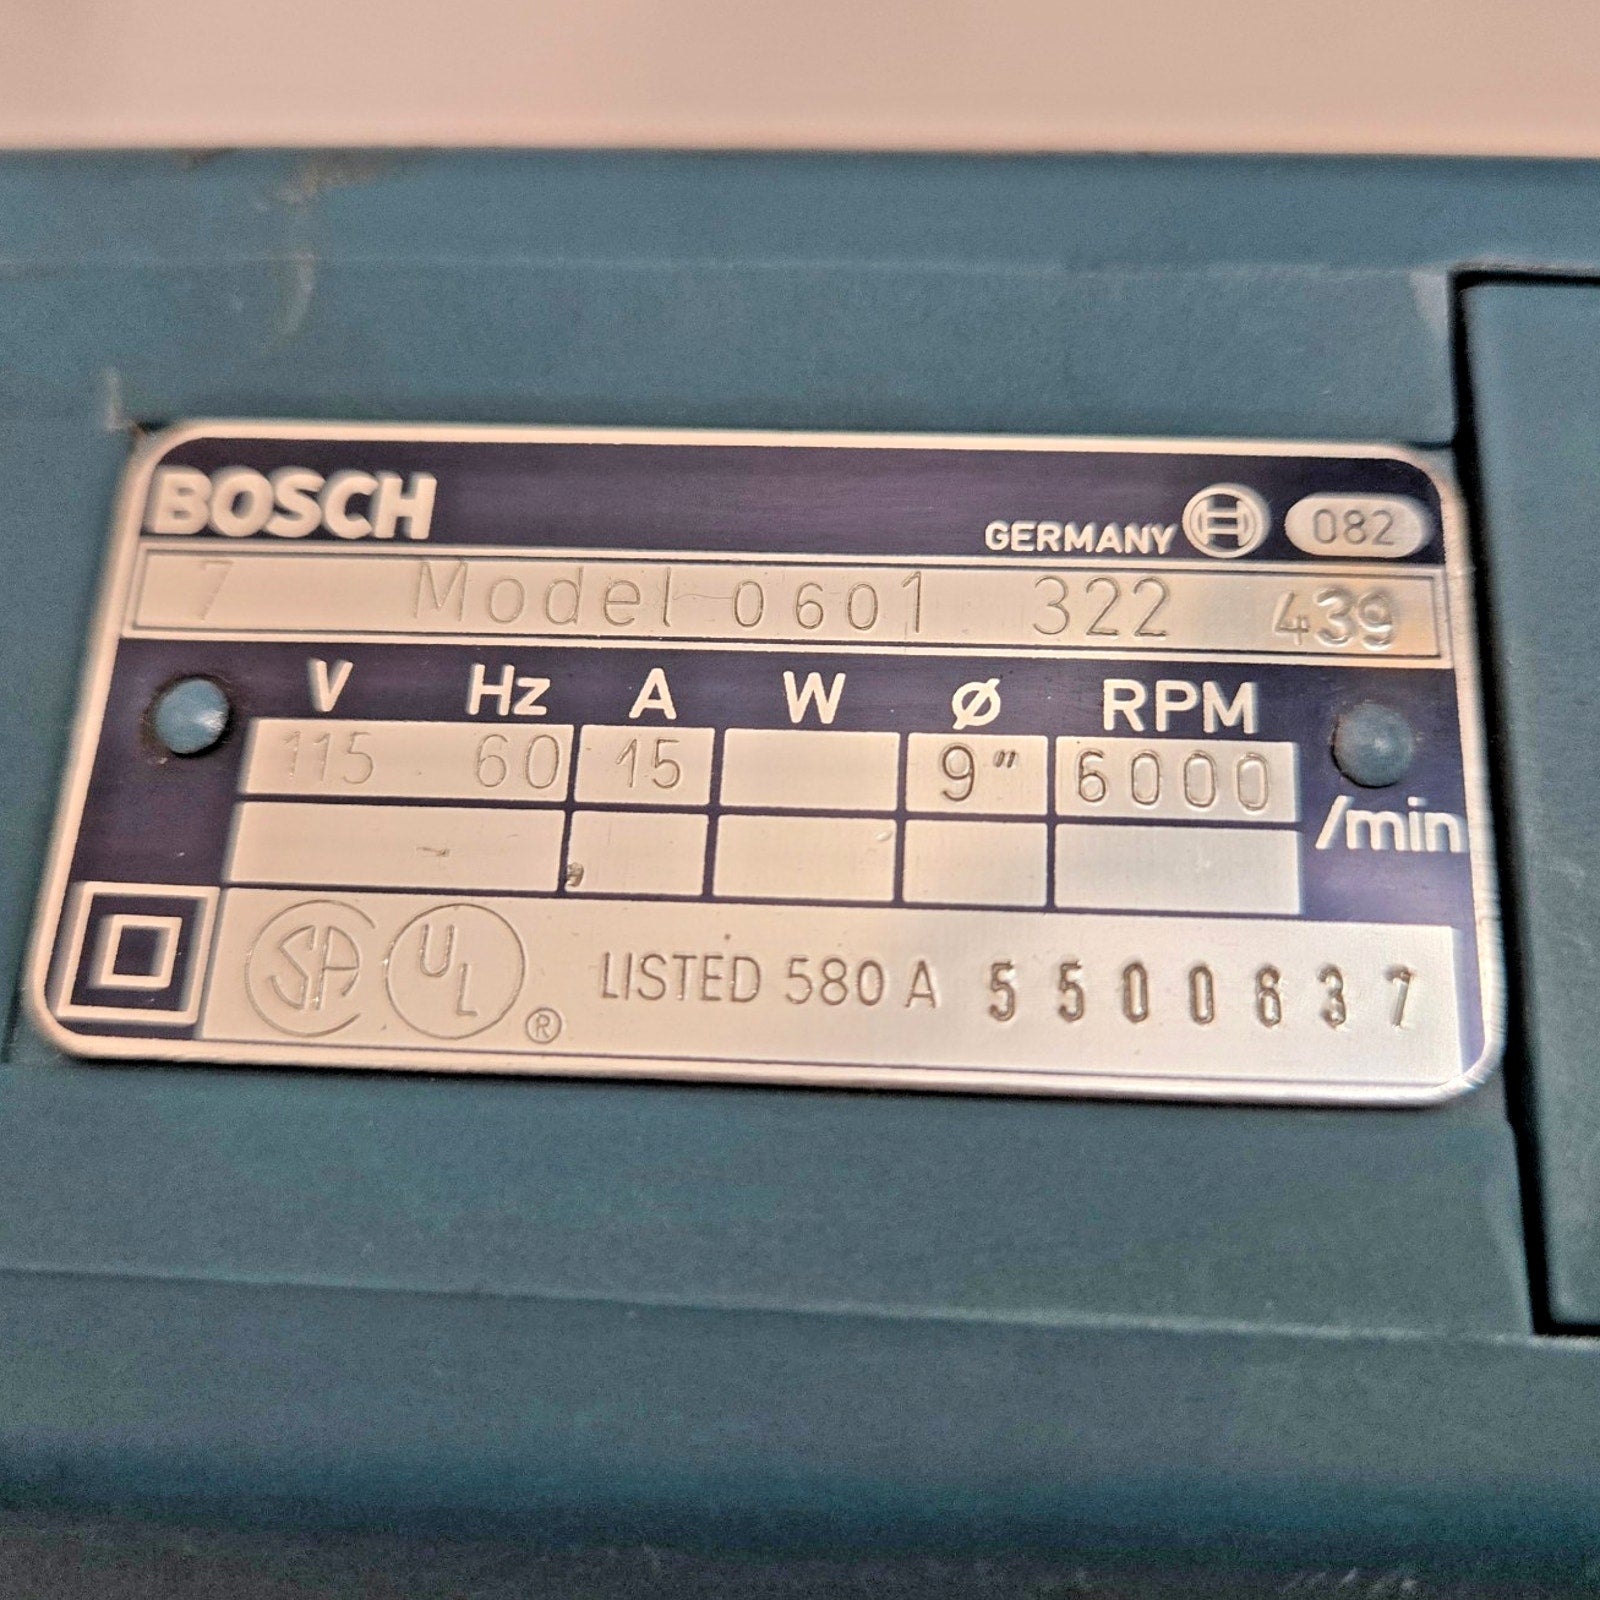 BOSCH
GERMANY 082
7 Model 0601 322 439
V Hz A W Ø RPM
115 60 15 9" 6000
/min
SA UL ® LISTED 580 A 5500637